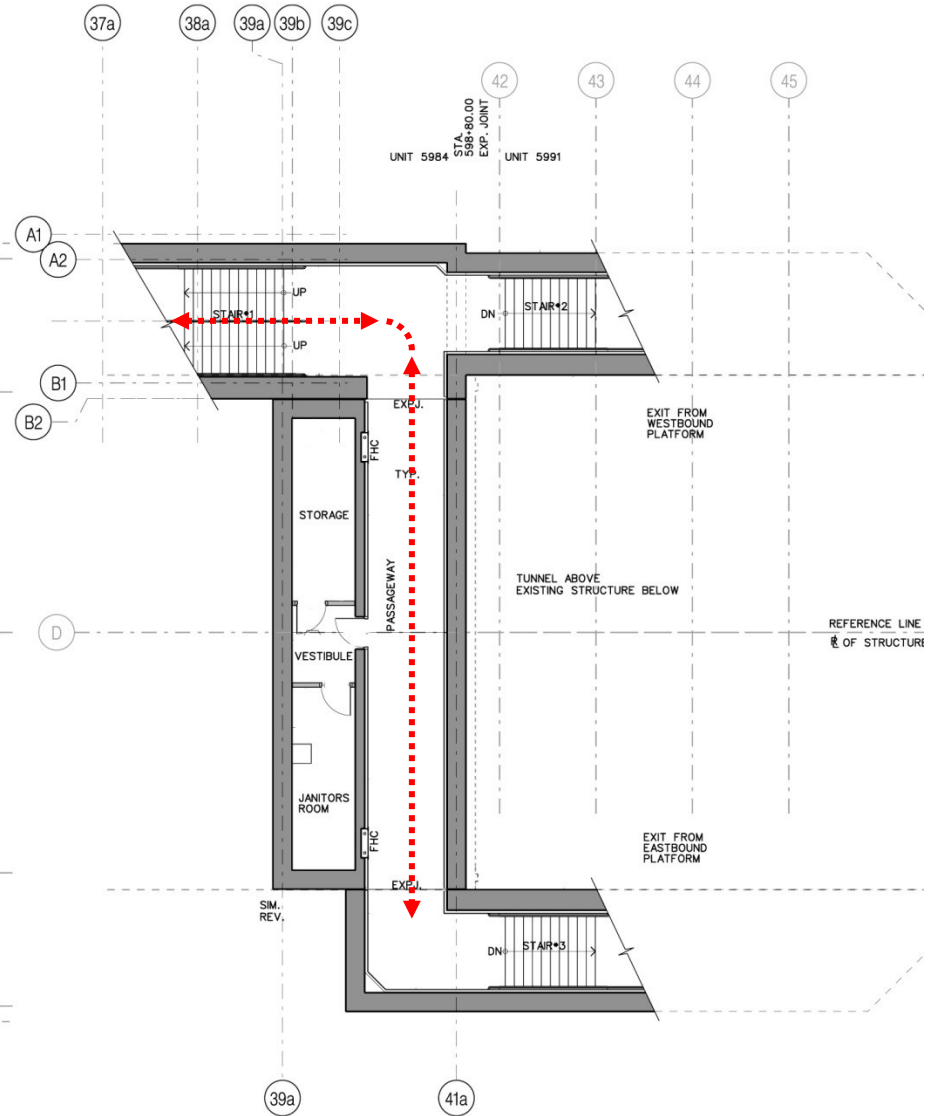 37a
38a
39a
39b
39c
42
43
44
45
STA.
598+80.00
EXP. JOINT
UNIT 5984
UNIT 5991
A1
A2
UP
STAIR•1
UP
DN
STAIR•2
B1
B2
EXPJ.
EXIT FROM
WESTBOUND
PLATFORM
FHC
TYP.
STORAGE
PASSAGEWAY
TUNNEL ABOVE
EXISTING STRUCTURE BELOW
D
REFERENCE LINE
OF STRUCTURE
VESTIBULE
JANITORS
ROOM
FHC
EXIT FROM
EASTBOUND
PLATFORM
EXPJ.
SIM.
REV.
DN
STAIR•3
39a
41a